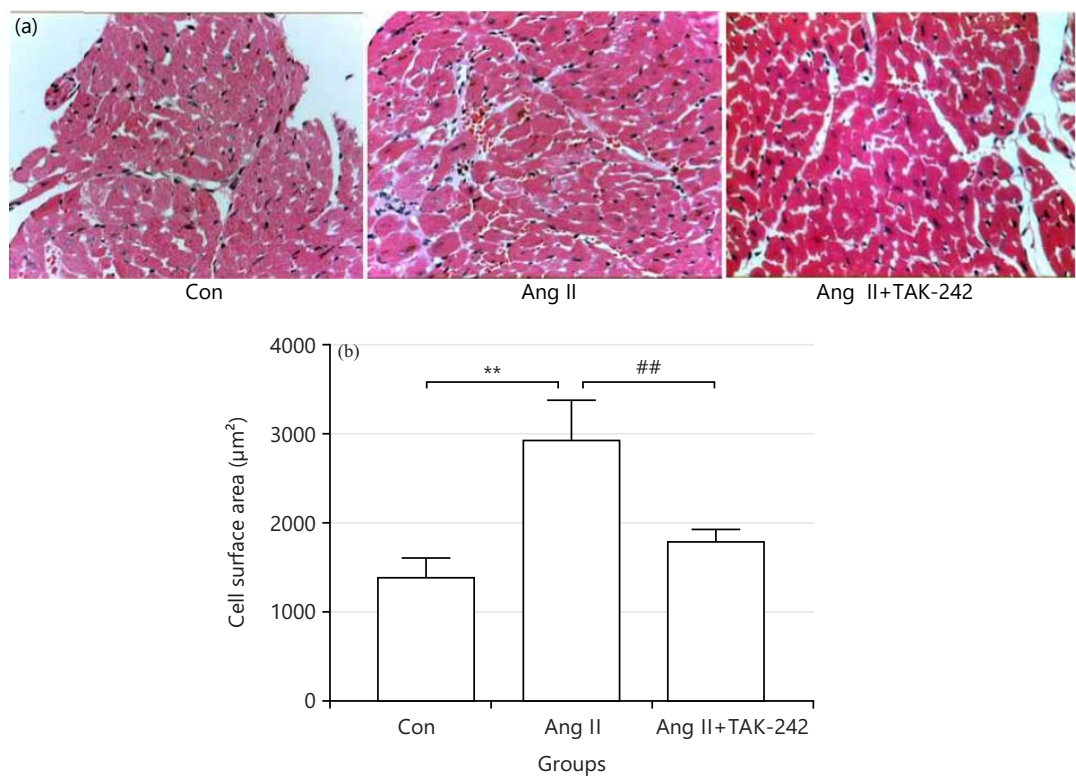 (a)
Con
Ang II
Ang II+TAK-242
(b)
4000
3000
2000
1000
0
**
##
Cell surface area (μm²)
Con
Ang II
Ang II+TAK-242
Groups